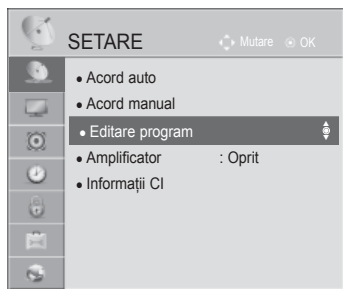 SETARE
Mutare OK
• Acord auto
• Acord manual
• Editare program
• Amplificator : Oprit
• Informații CI